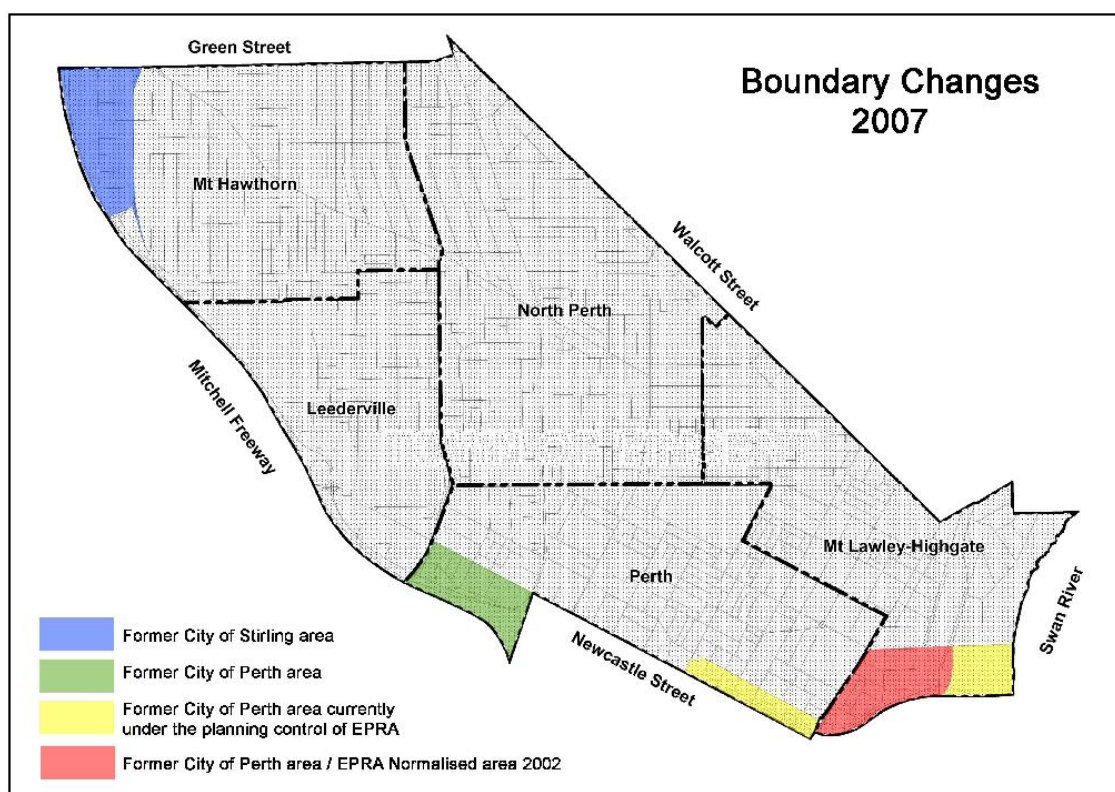 Green Street
Boundary Changes
2007
Mt Hawthorn
Walcott Street
North Perth
Mitchell Freeway
Leederville
Mt Lawley-Highgate
Perth
Swan River
Newcastle Street
Former City of Stirling area
Former City of Perth area
Former City of Perth area currently
under the planning control of EPRA
Former City of Perth area / EPRA Normalised area 2002